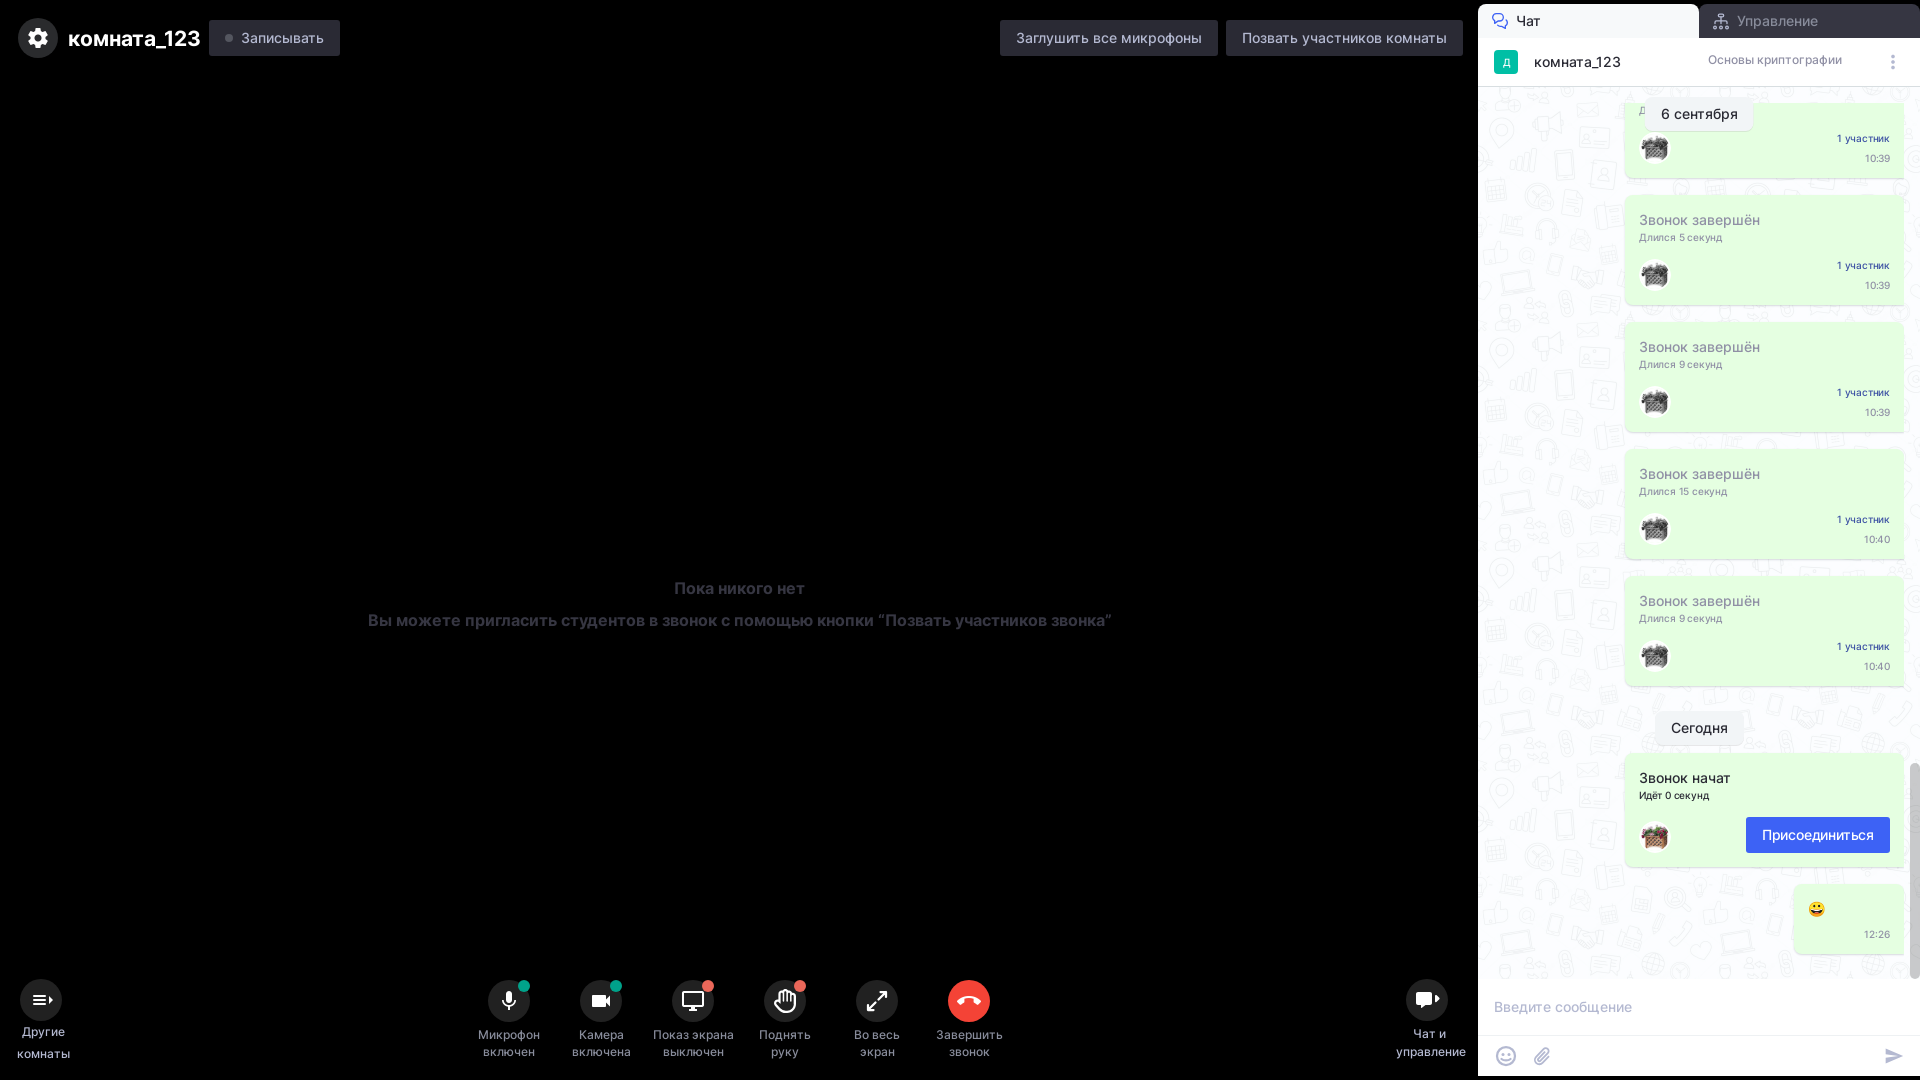 комната_123
Записывать
Заглушить все микрофоны
Позвать участников комнаты
Пока никого нет
Вы можете пригласить студентов в звонок с помощью кнопки “Позвать участников звонка”
Другие
комнаты
Микрофон
включен
Камера
включена
Показ экрана
выключен
Поднять
руку
Во весь
экран
Завершить
звонок
Чат и
управление
Чат
Управление
Д
комната_123
Основы криптографии
6 сентября
1 участник
10:39
Звонок завершён
Длился 5 секунд
1 участник
10:39
Звонок завершён
Длился 9 секунд
1 участник
10:39
Звонок завершён
Длился 15 секунд
1 участник
10:40
Звонок завершён
Длился 9 секунд
1 участник
10:40
Сегодня
Звонок начат
Идёт 0 секунд
Присоединиться
12:26
Введите сообщение